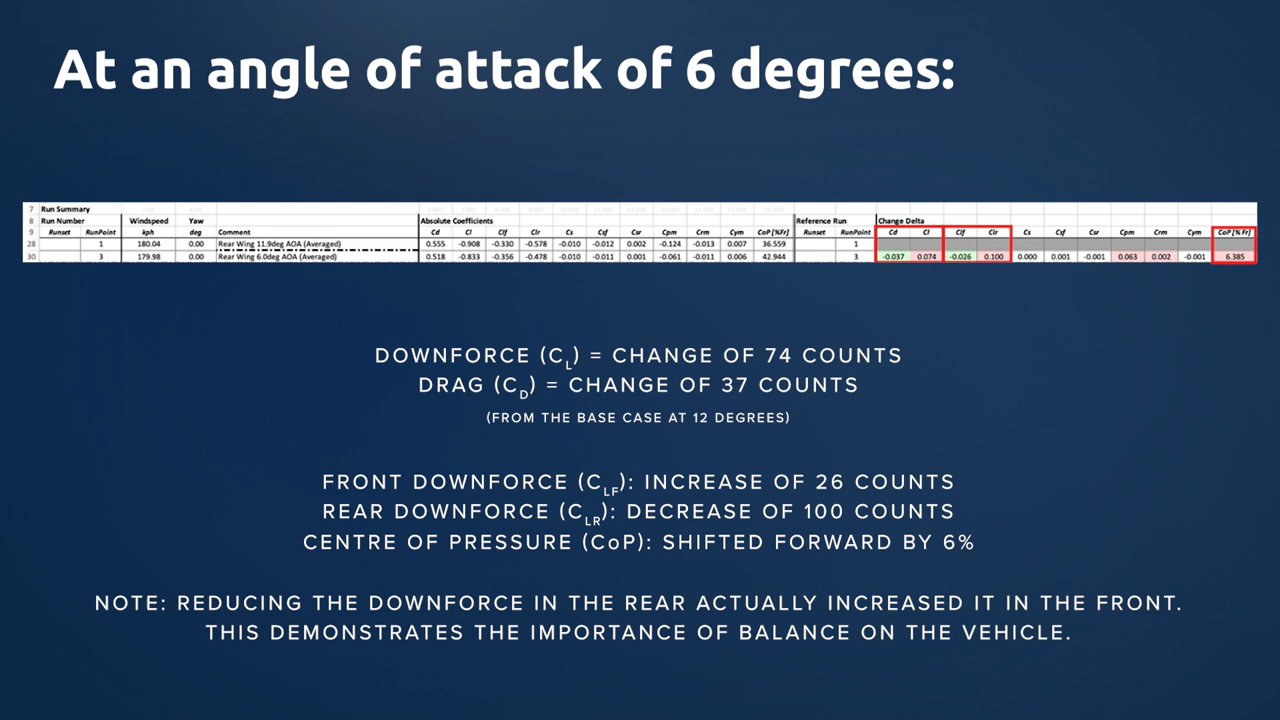 At an angle of attack of 6 degrees:
7 Run Summary
8 Run Number Windspeed Yaw Absolute Coefficients Reference Run Change Delta
9 Runset RunPoint kph deg Comment Cd Cl Clf Clr Cs Csf Csr Cpm Crm Cym CoP [%Fr] Runset RunPoint Cd Cl Clf Clr Cs Csf Csr Cpm Crm Cym CoP [% Fr]
28 1 180.04 0.00 Rear Wing 11.9deg AOA (Averaged) 0.555 -0.908 -0.330 -0.578 -0.010 -0.012 0.002 -0.124 -0.013 0.007 36.559 1
30 3 179.98 0.00 Rear Wing 6.0deg AOA (Averaged) 0.518 -0.833 -0.356 -0.478 -0.010 -0.011 0.001 -0.061 -0.011 0.006 42.944 3 -0.037 0.074 -0.026 0.100 0.000 0.001 -0.001 0.063 0.002 -0.001 6.385
DOWNFORCE (CL) = CHANGE OF 74 COUNTS
DRAG (CD) = CHANGE OF 37 COUNTS
(FROM THE BASE CASE AT 12 DEGREES)
FRONT DOWNFORCE (CLF): INCREASE OF 26 COUNTS
REAR DOWNFORCE (CLR): DECREASE OF 100 COUNTS
CENTRE OF PRESSURE (CoP): SHIFTED FORWARD BY 6%
NOTE: REDUCING THE DOWNFORCE IN THE REAR ACTUALLY INCREASED IT IN THE FRONT.
THIS DEMONSTRATES THE IMPORTANCE OF BALANCE ON THE VEHICLE.